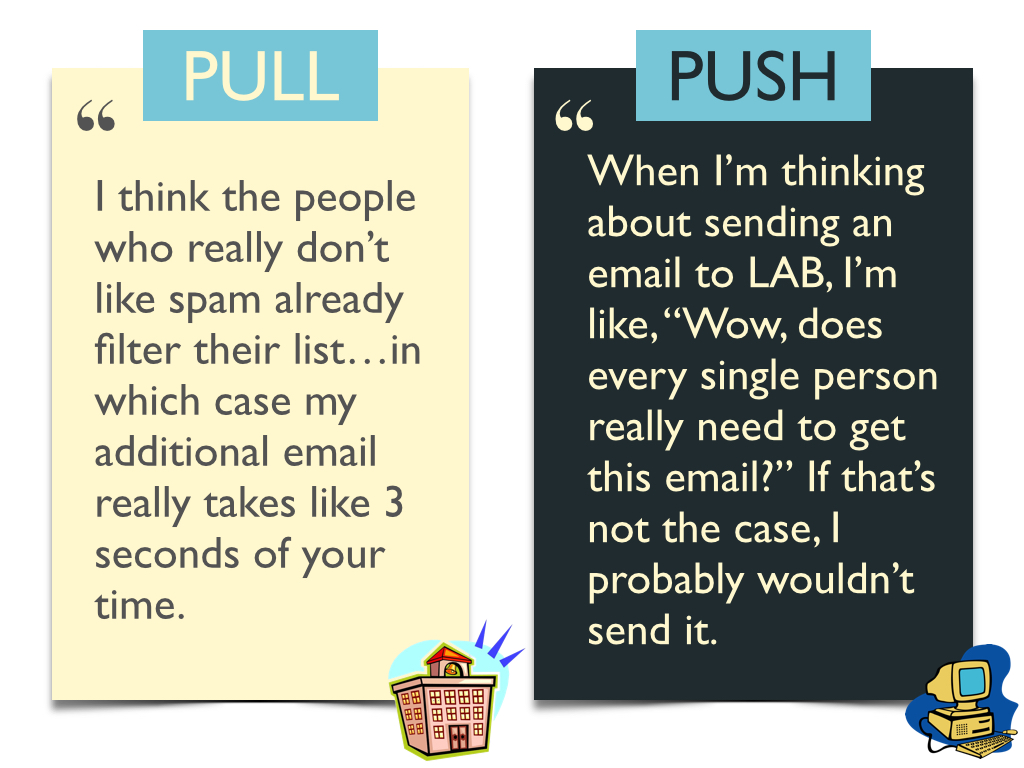 PULL
“
I think the people
who really don’t
like spam already
filter their list…in
which case my
additional email
really takes like 3
seconds of your
time.
PUSH
“
When I’m thinking
about sending an
email to LAB, I’m
like, “Wow, does
every single person
really need to get
this email?” If that’s
not the case, I
probably wouldn’t
send it.